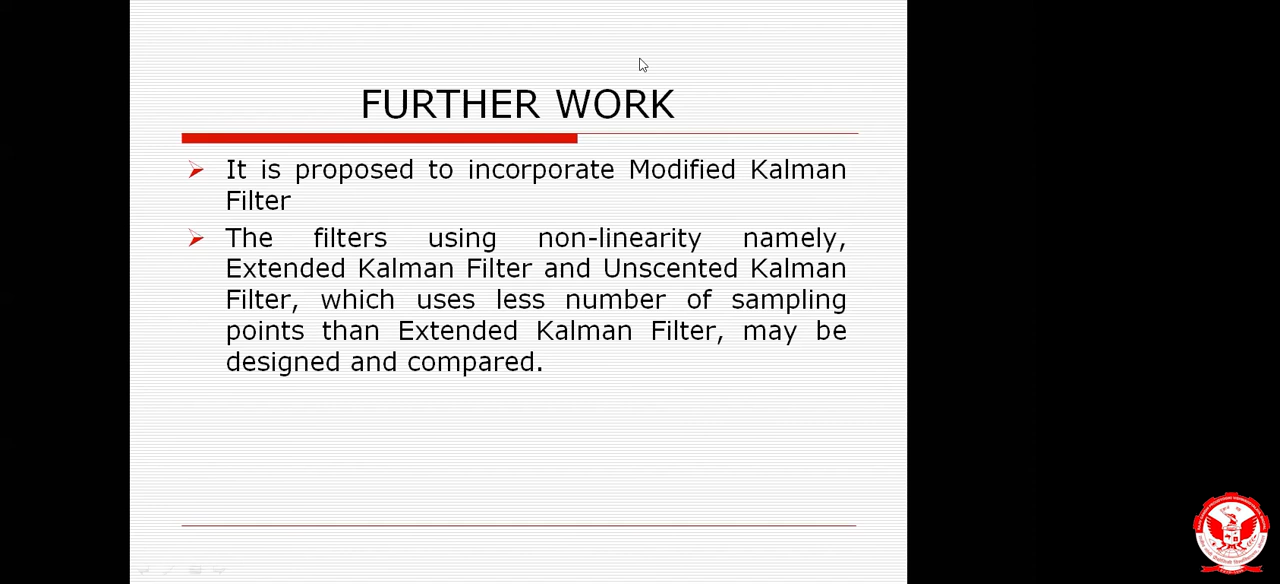 FURTHER WORK
It is proposed to incorporate Modified Kalman
Filter
The filters using non-linearity namely,
Extended Kalman Filter and Unscented Kalman
Filter, which uses less number of sampling
points than Extended Kalman Filter, may be
designed and compared.